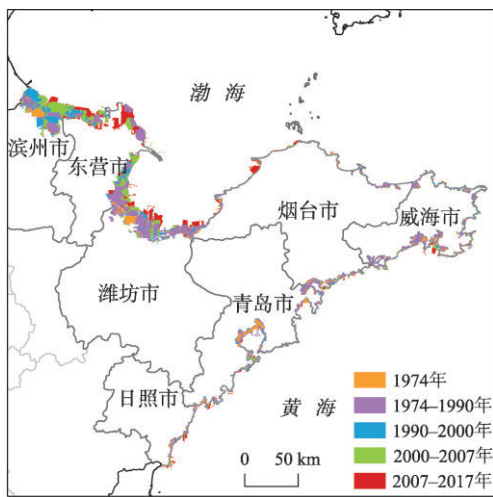 渤 海
滨州市
东营市
烟台市
威海市
潍坊市
青岛市
日照市
黄 海
1974年
1974–1990年
1990–2000年
2000–2007年
2007–2017年
0 50 km